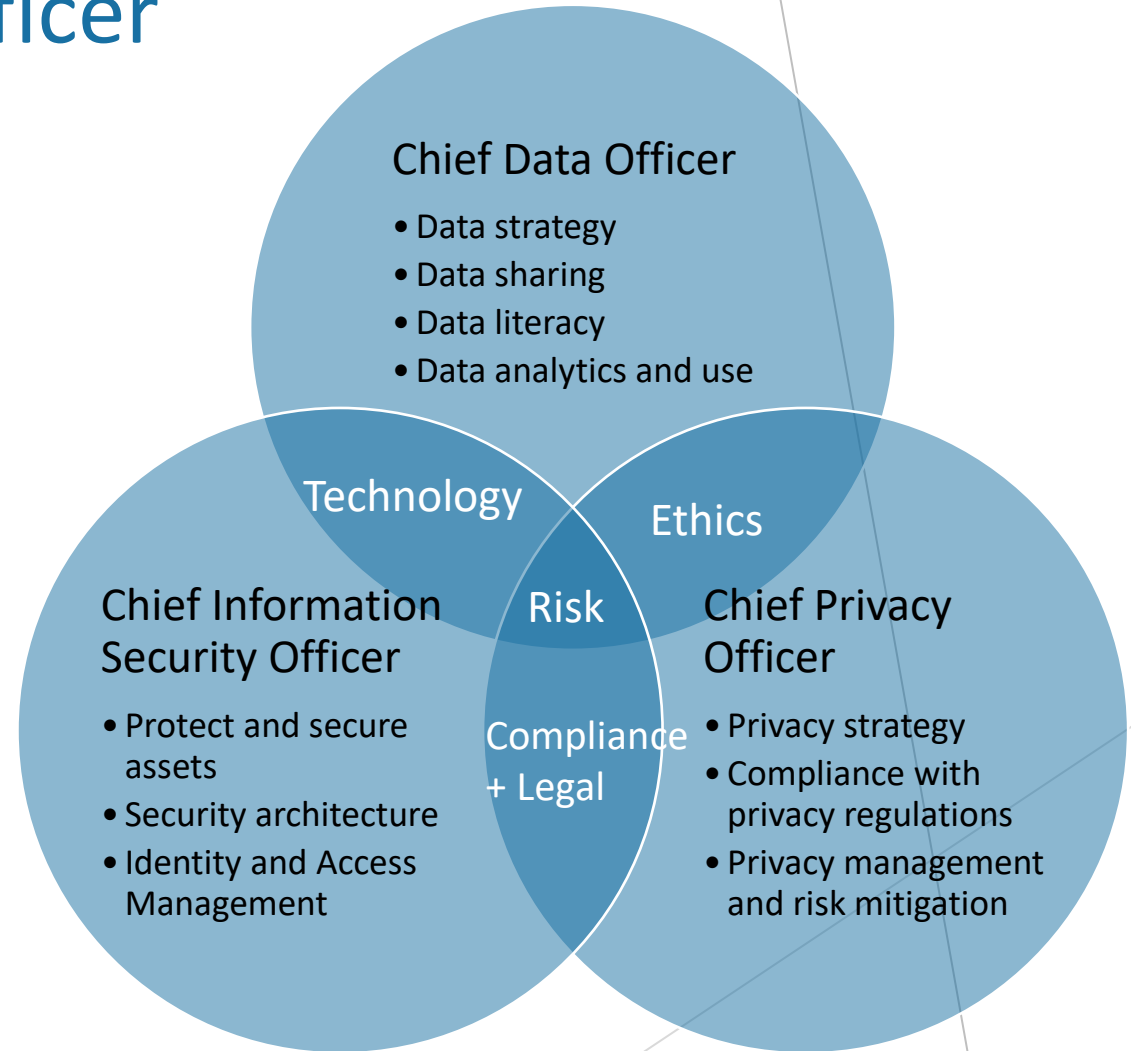 Chief Data Officer
• Data strategy
• Data sharing
• Data literacy
• Data analytics and use
Technology
Ethics
Risk
Chief Information
Security Officer
• Protect and secure
assets
• Security architecture
• Identity and Access
Management
Compliance
+ Legal
Chief Privacy
Officer
• Privacy strategy
• Compliance with
privacy regulations
• Privacy management
and risk mitigation